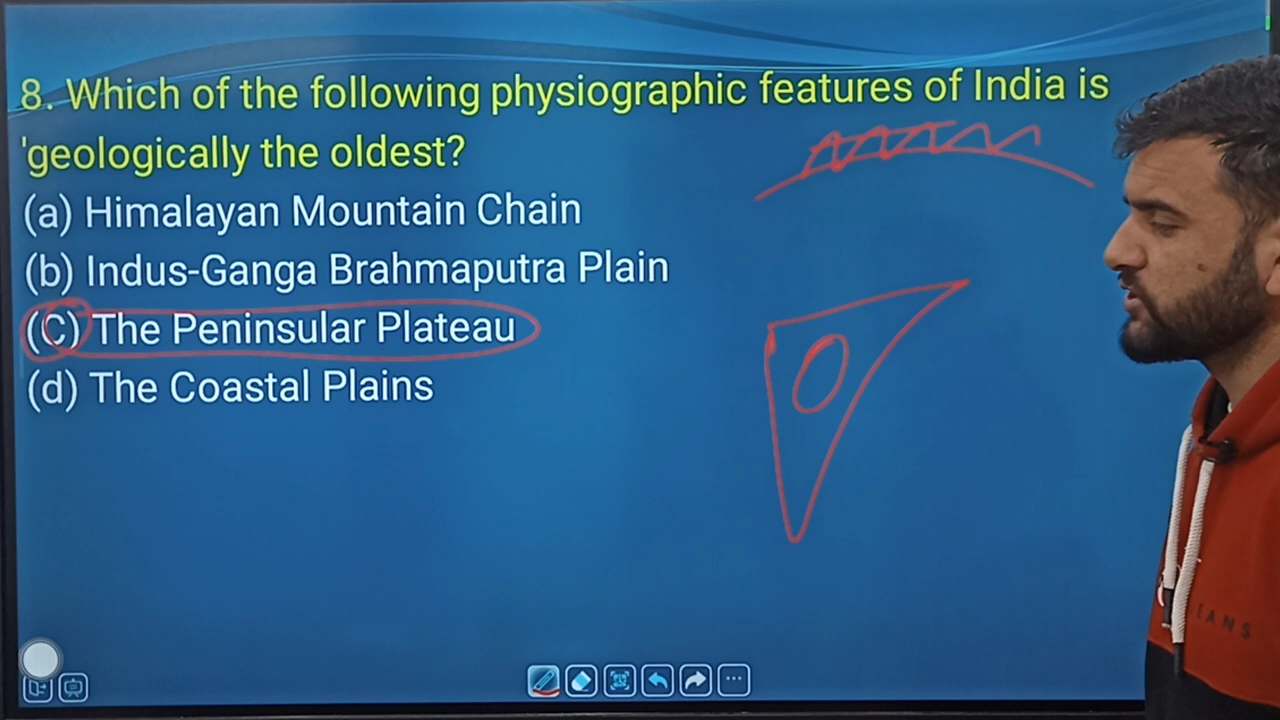 8. Which of the following physiographic features of India is
'geologically the oldest?
(a) Himalayan Mountain Chain
(b) Indus-Ganga Brahmaputra Plain
(C) The Peninsular Plateau
(d) The Coastal Plains
EANS